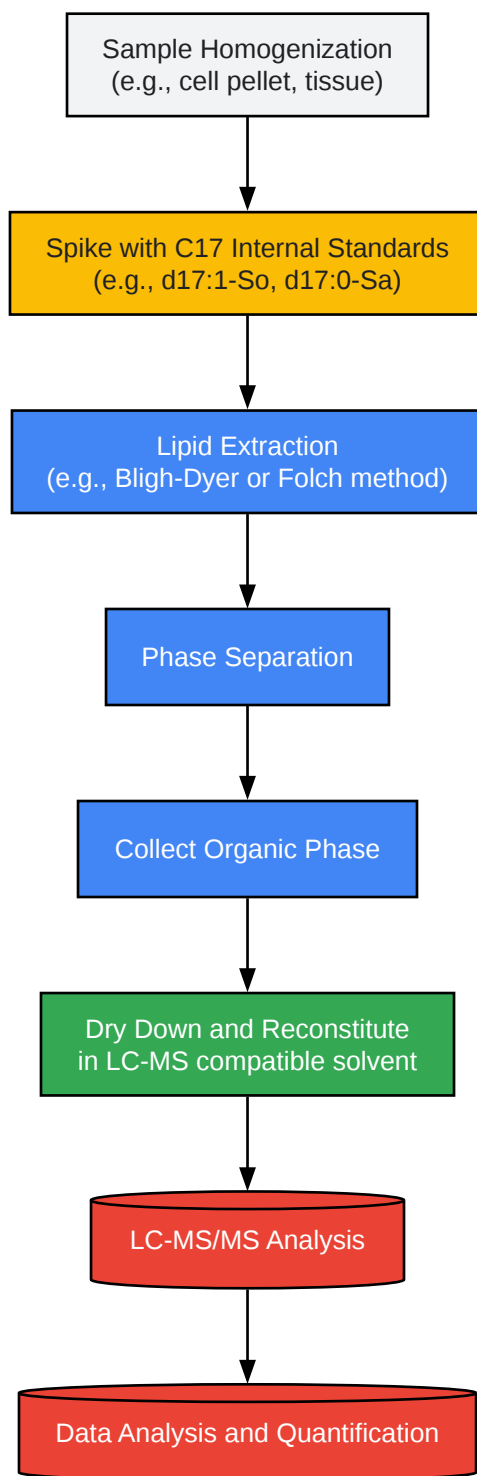 Sample Homogenization
(e.g., cell pellet, tissue)
Spike with C17 Internal Standards
(e.g., d17:1-So, d17:0-Sa)
Lipid Extraction
(e.g., Bligh-Dyer or Folch method)
Phase Separation
Collect Organic Phase
Dry Down and Reconstitute
in LC-MS compatible solvent
LC-MS/MS Analysis
Data Analysis and Quantification